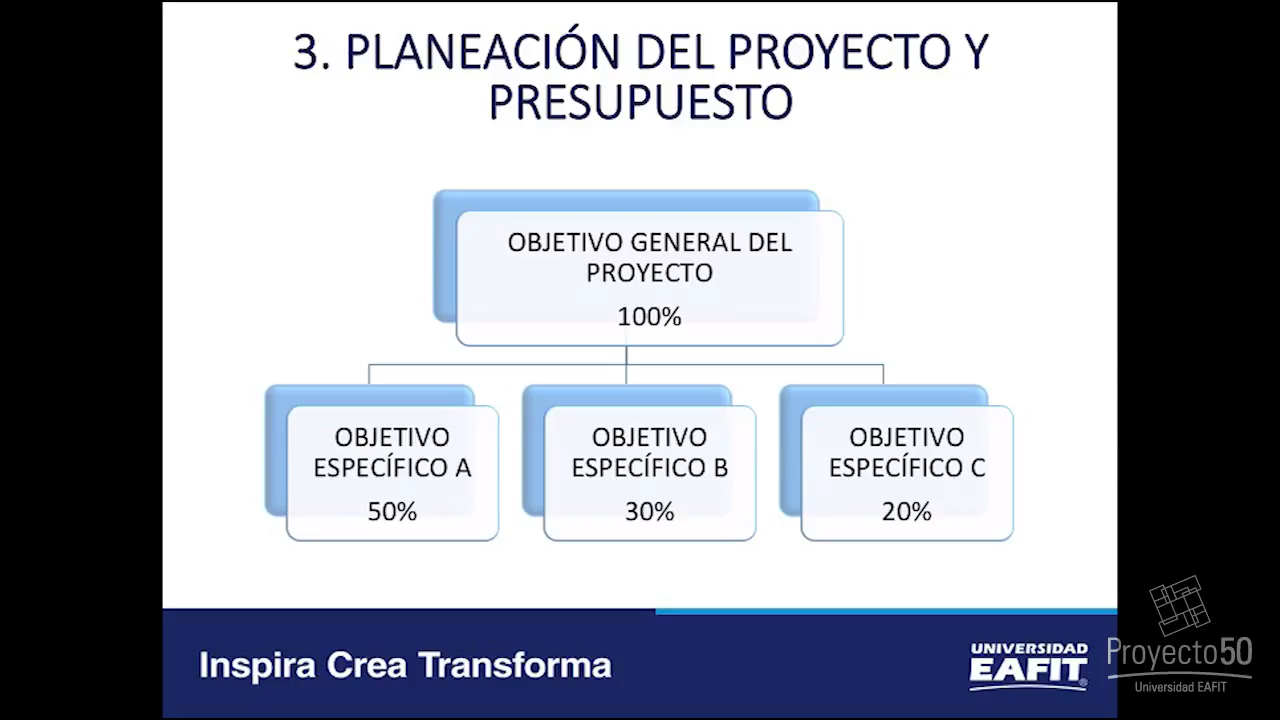 3. PLANEACIÓN DEL PROYECTO Y
PRESUPUESTO
OBJETIVO GENERAL DEL
PROYECTO
100%
OBJETIVO
ESPECÍFICO A
50%
OBJETIVO
ESPECÍFICO B
30%
OBJETIVO
ESPECÍFICO C
20%
Inspira Crea Transforma
UNIVERSIDAD
EAFIT®
Proyecto50
Universidad EAFIT